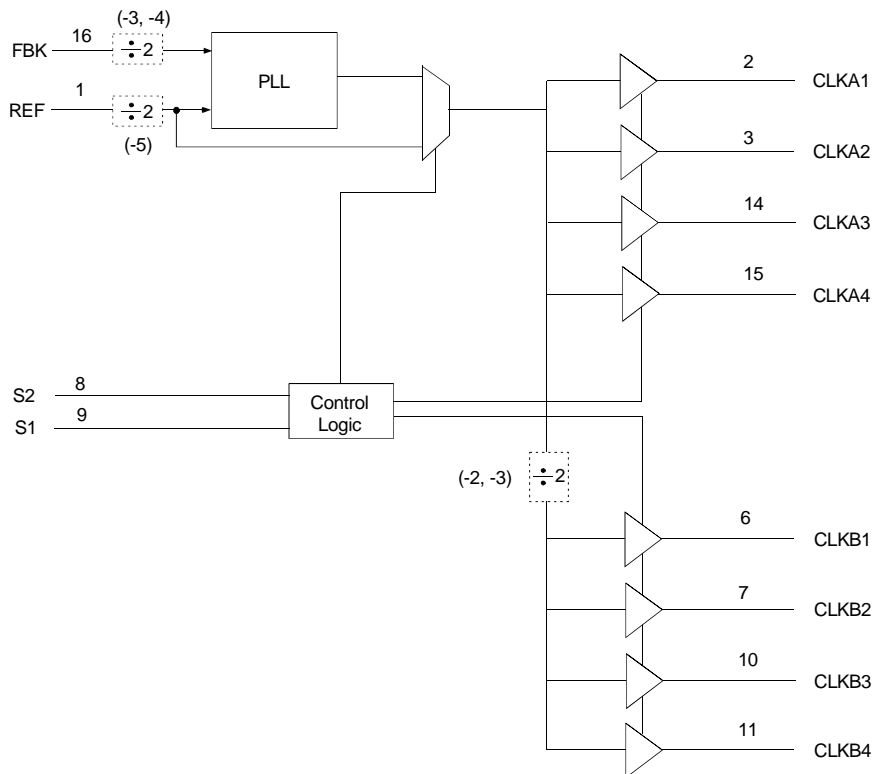 (-3, -4)
FBK 16 ÷2
PLL
REF 1 ÷2
(-5)
2 CLKA1
3 CLKA2
14 CLKA3
15 CLKA4
S2 8
S1 9
Control
Logic
(-2, -3) ÷2
6 CLKB1
7 CLKB2
10 CLKB3
11 CLKB4